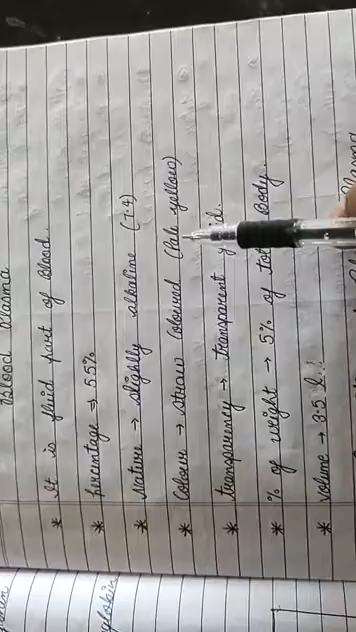 Blood Plasma
* It is fluid part of Blood.
* Percentage → 55%
* Nature → slightly alkaline (7.4)
* Colour → straw coloured (Pale yellow)
* transparency → transparent
* % of weight → 5% of Body.
* Volume → 3.5 l.